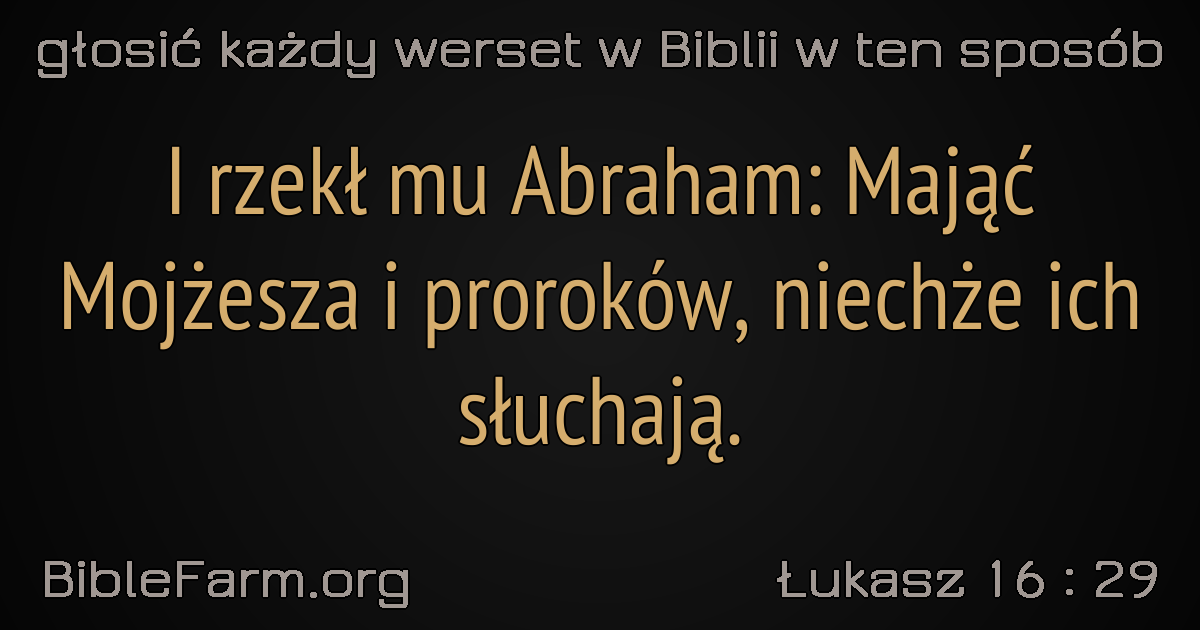 głosić każdy werset w Biblii w ten sposób
I rzekł mu Abraham: Mająć
Mojżesza i proroków, niechże ich
słuchają.
BibleFarm.org
Łukasz 16 : 29